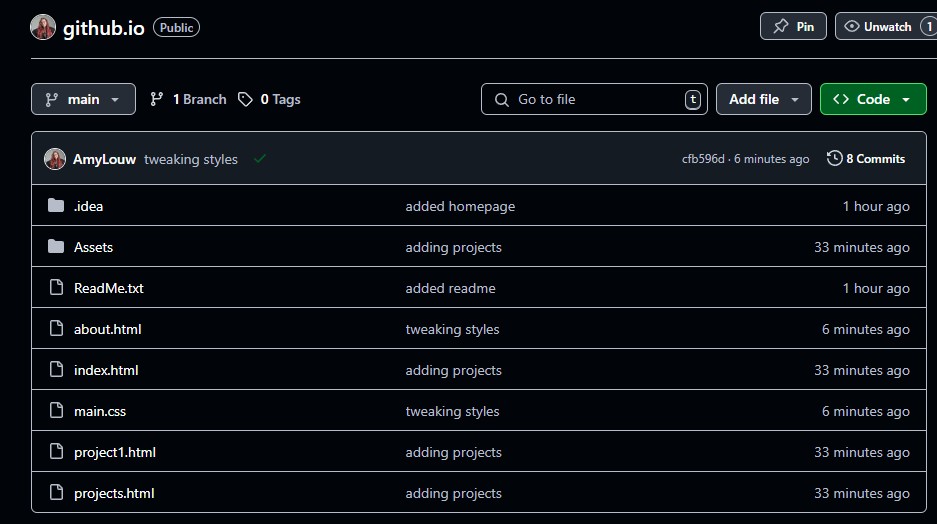 github.io Public Pin Unwatch 1
main 1 Branch 0 Tags Go to file t Add file Code
AmyLouw tweaking styles cfb596d · 6 minutes ago 8 Commits
.idea added homepage 1 hour ago
Assets adding projects 33 minutes ago
ReadMe.txt added readme 1 hour ago
about.html tweaking styles 6 minutes ago
index.html adding projects 33 minutes ago
main.css tweaking styles 6 minutes ago
project1.html adding projects 33 minutes ago
projects.html adding projects 33 minutes ago